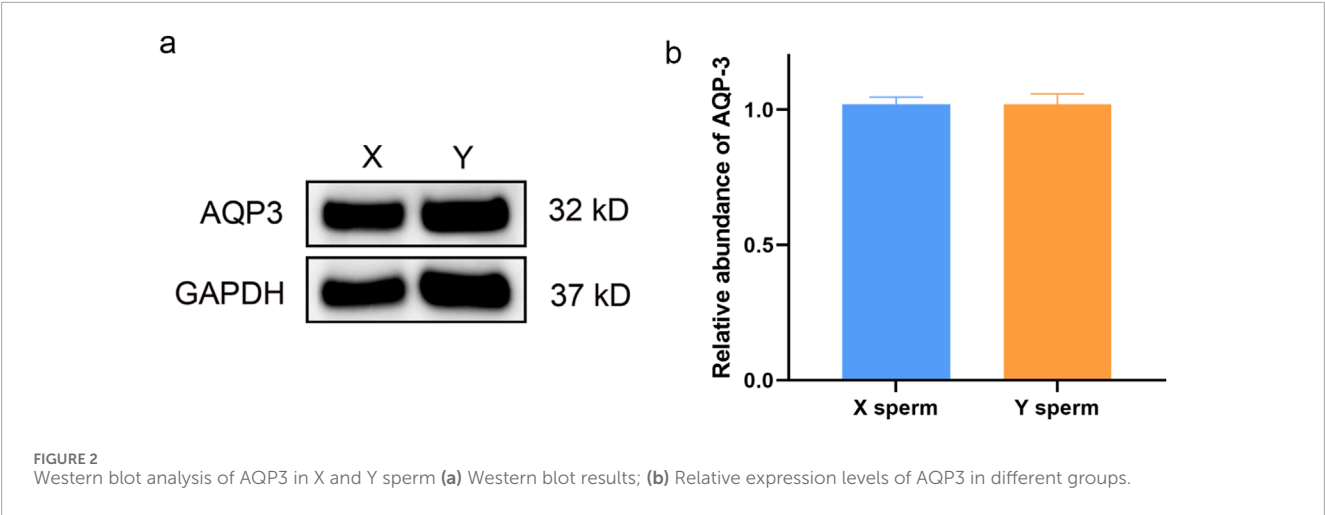 a
X Y
AQP3 32 kD
GAPDH 37 kD
b
Relative abundance of AQP-3
1.0
0.5
0.0
X sperm Y sperm
FIGURE 2
Western blot analysis of AQP3 in X and Y sperm (a) Western blot results; (b) Relative expression levels of AQP3 in different groups.